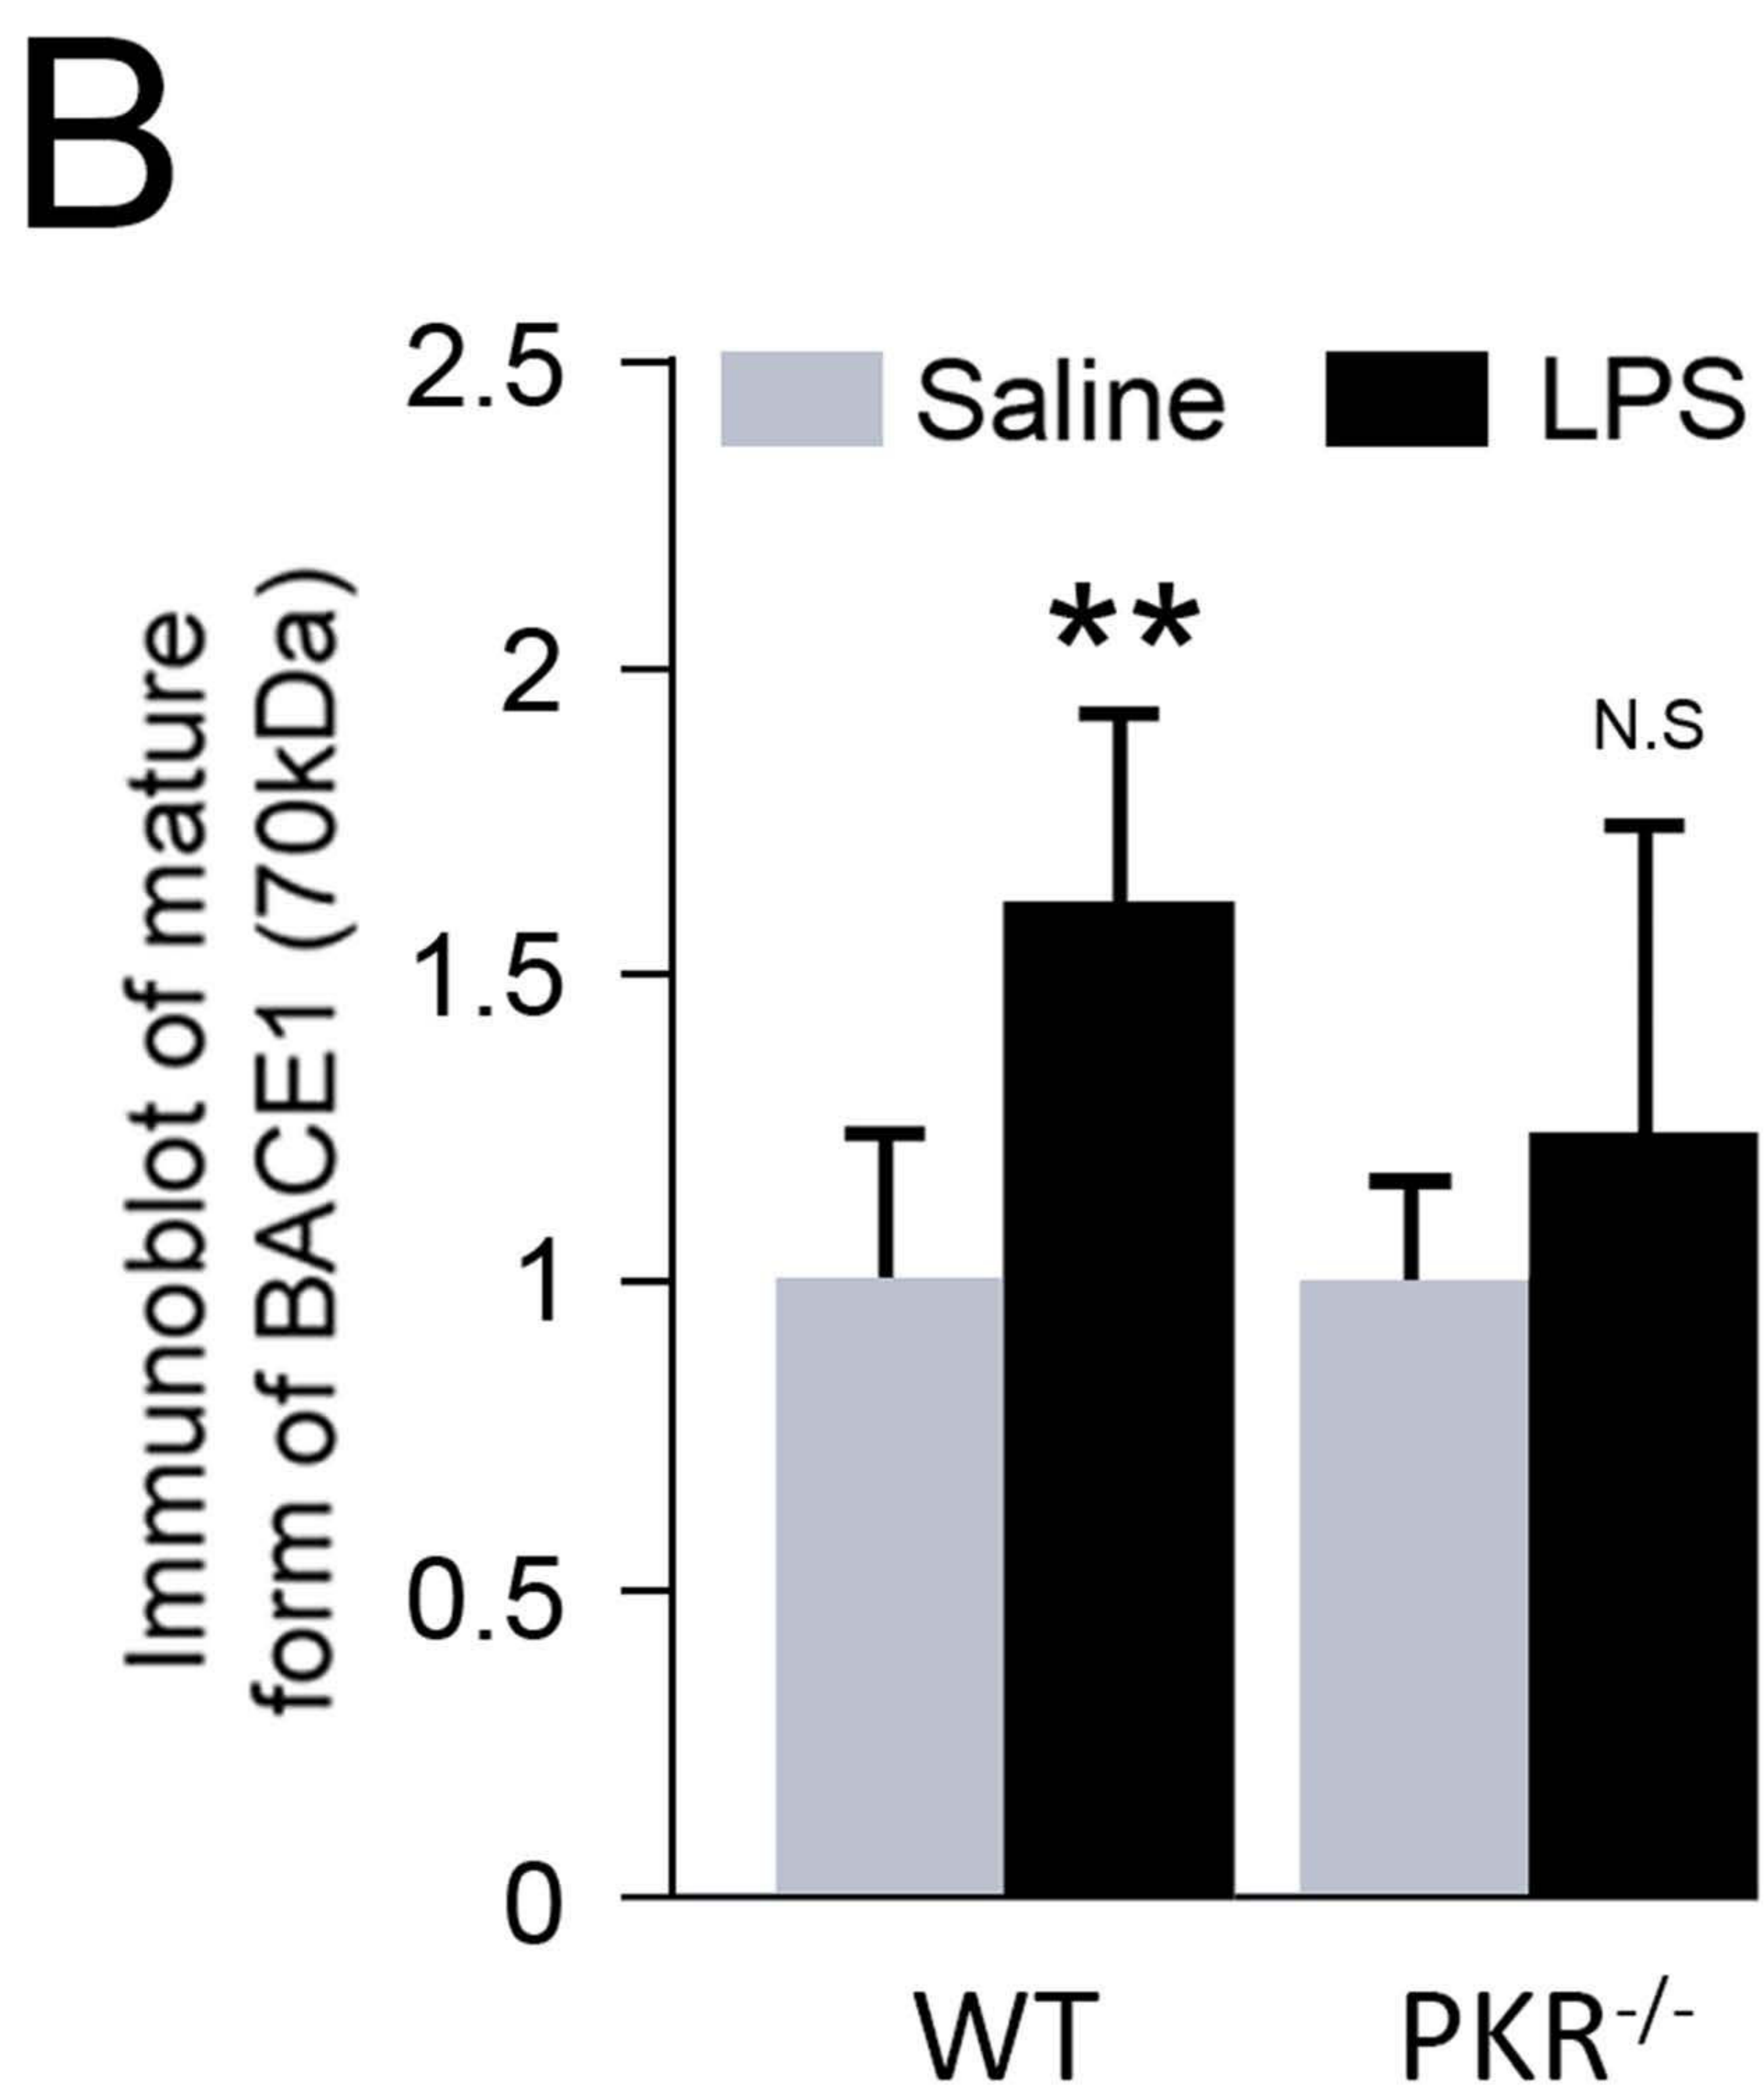 B
Immunoblot of mature
form of BACE1 (70kDa)
2.5
2
1.5
1
0.5
0
Saline LPS
**
N.S
WT PKR-/-